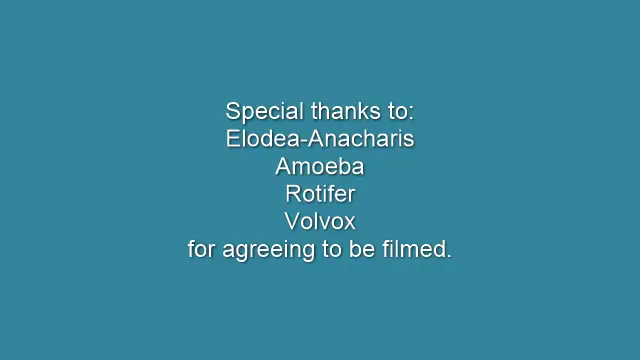 Special thanks to:
Elodea-Anacharis
Amoeba
Rotifer
Volvox
for agreeing to be filmed.